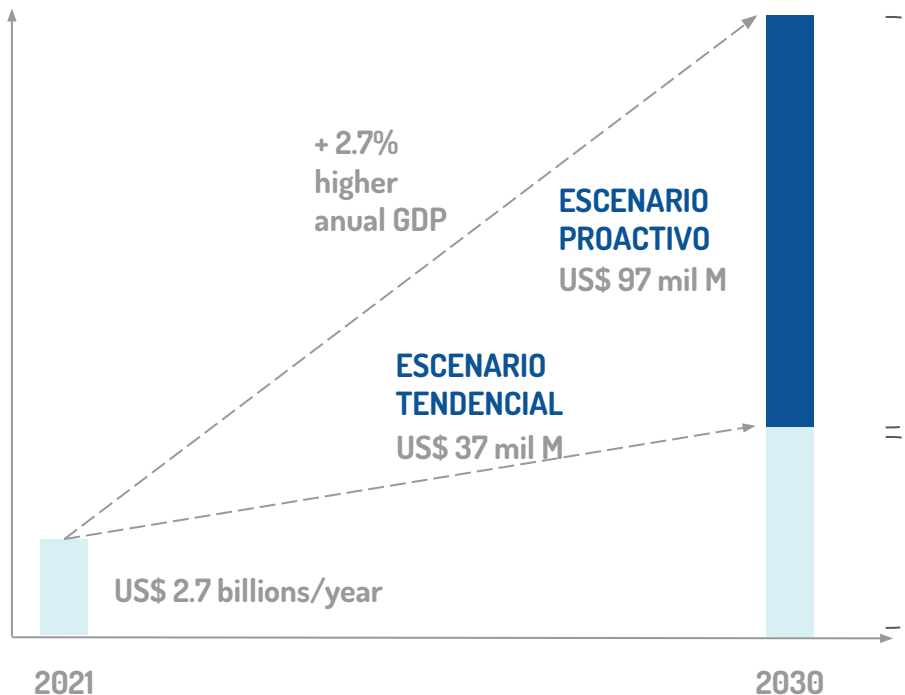 + 2.7%
higher
anual GDP
ESCENARIO
PROACTIVO
US$ 97 mil M
ESCENARIO
TENDENCIAL
US$ 37 mil M
US$ 2.7 billions/year
2021
2030